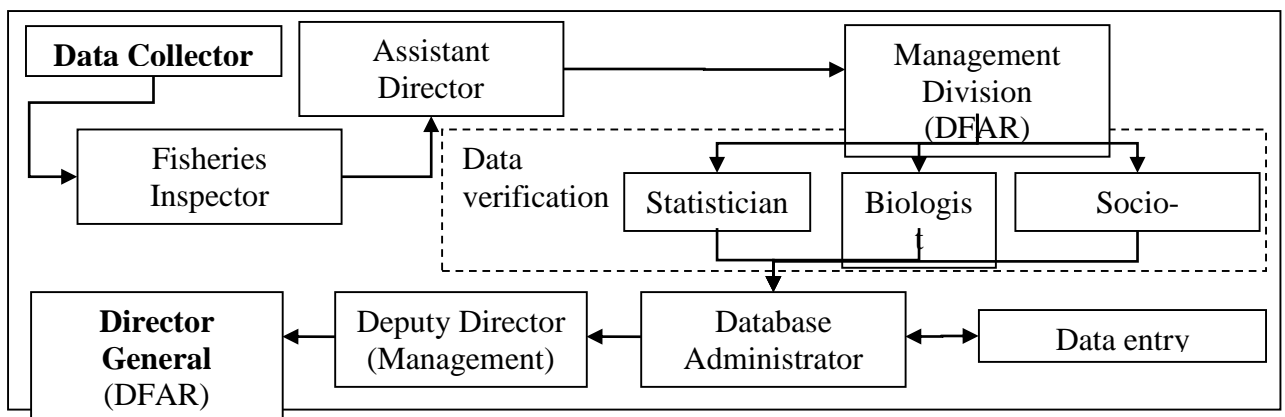 Data Collector
Assistant
Director
Management
Division
(DFAR)
Fisheries
Inspector
Data
verification
Statistician
Biologis
t
Socio-
Director
General
(DFAR)
Deputy Director
(Management)
Database
Administrator
Data entry